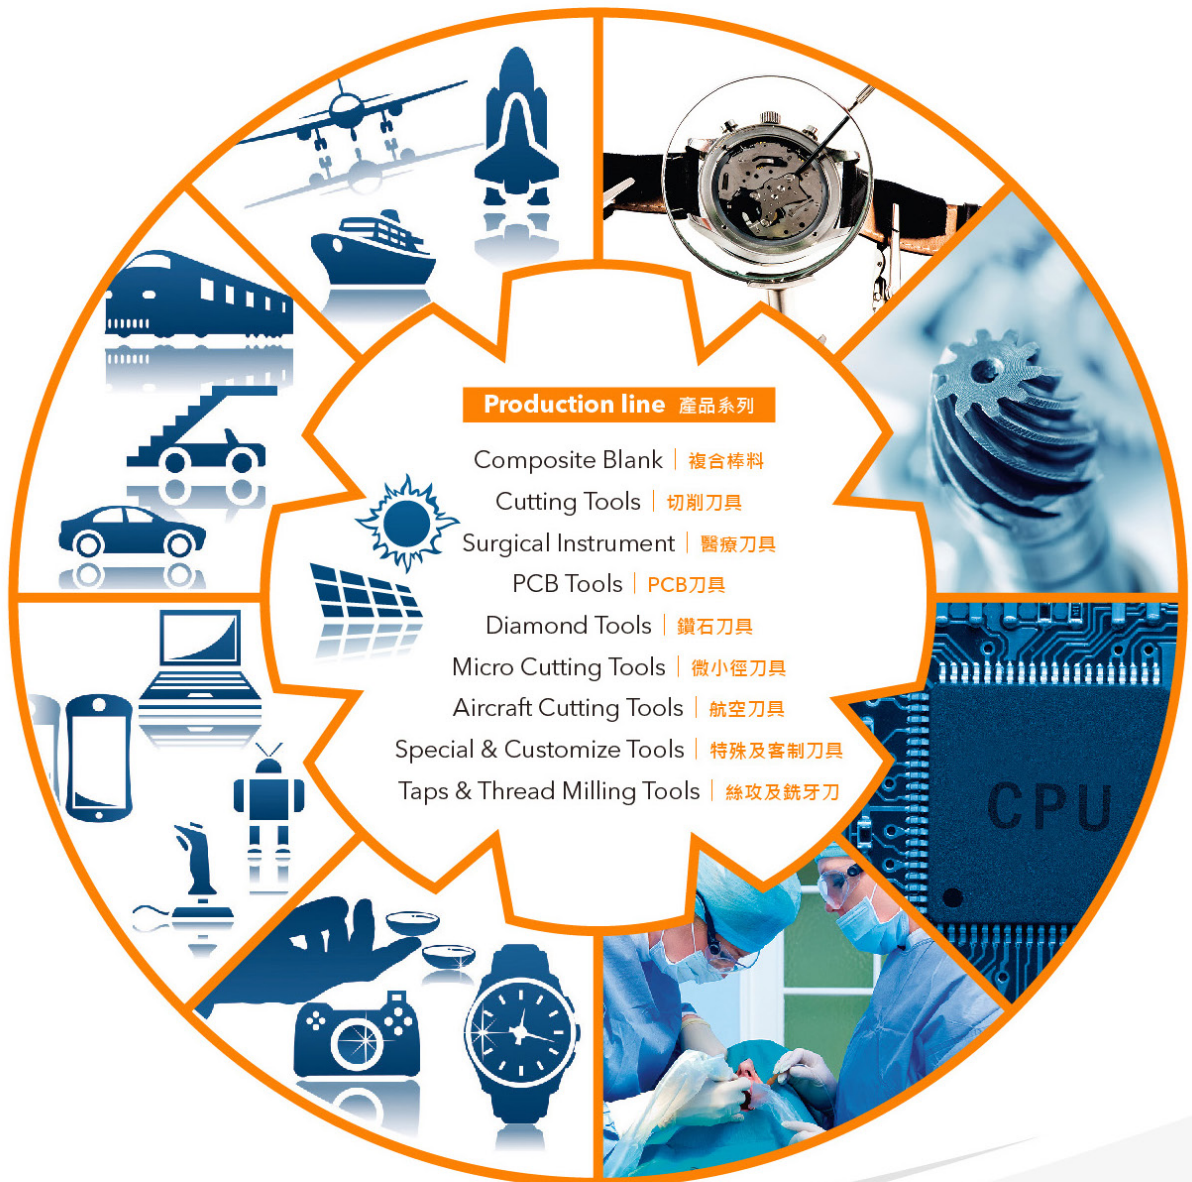 Production line 產品系列
Composite Blank | 複合棒料
Cutting Tools | 切削刀具
Surgical Instrument | 醫療刀具
PCB Tools | PCB刀具
Diamond Tools | 鑽石刀具
Micro Cutting Tools | 微小徑刀具
Aircraft Cutting Tools | 航空刀具
Special & Customize Tools | 特殊及客制刀具
Taps & Thread Milling Tools | 絲攻及銑牙刀
CPU